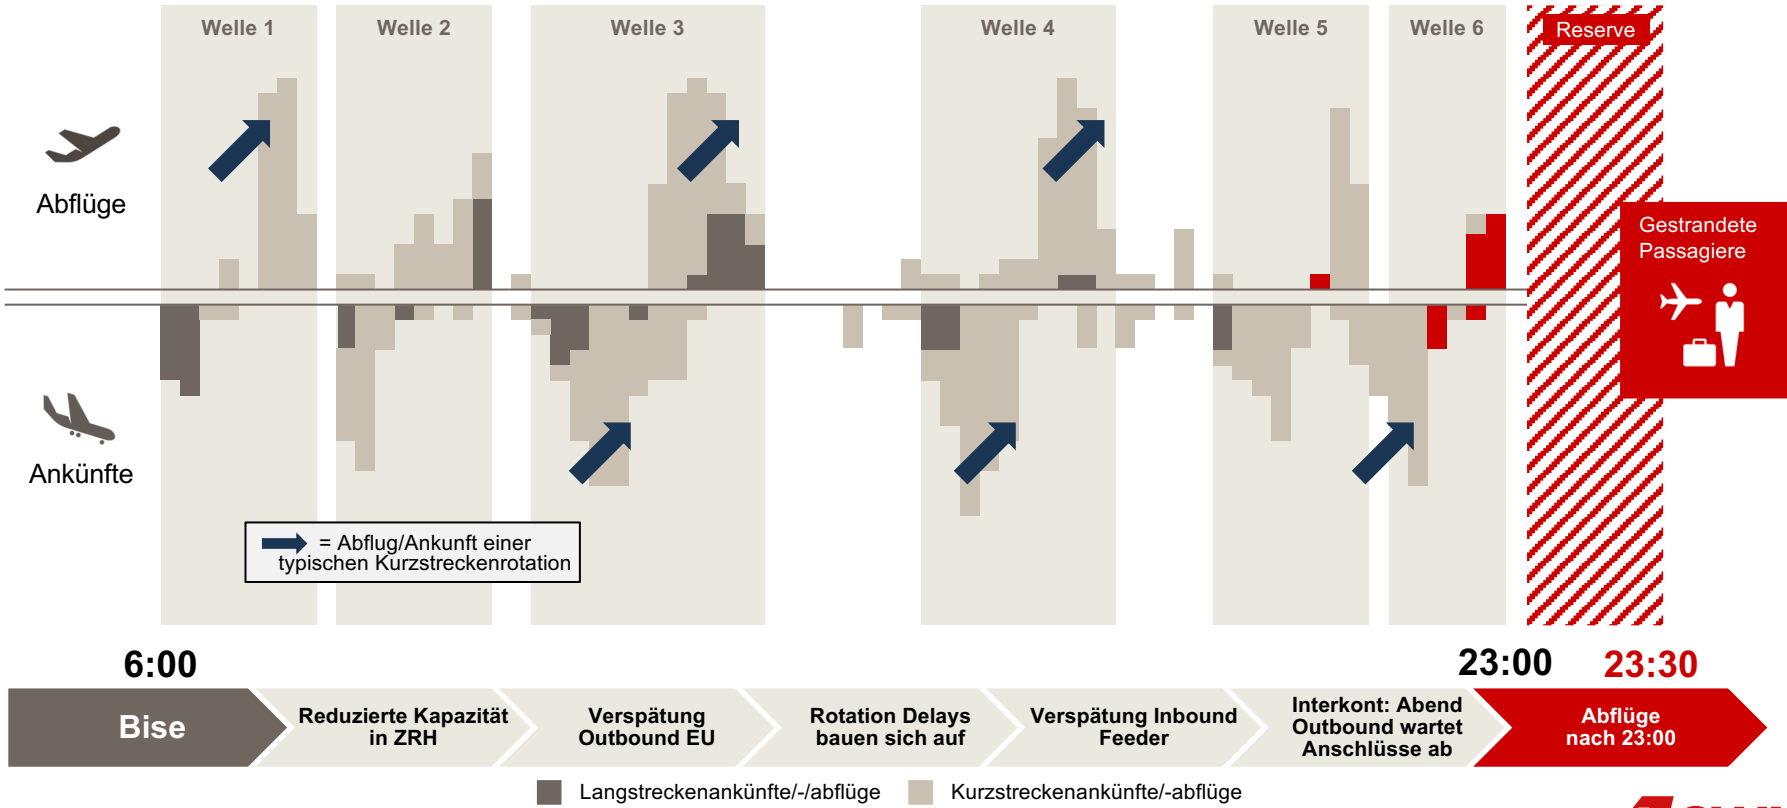 Welle 1
Welle 2
Welle 3
Welle 4
Welle 5
Welle 6
Reserve
Abflüge
Gestrandete
Passagiere
Ankünfte
= Abflug/Ankunft einer
typischen Kurzstreckenrotation
6:00
23:00
23:30
Bise
Reduzierte Kapazität
in ZRH
Verspätung
Outbound EU
Rotation Delays
bauen sich auf
Verspätung Inbound
Feeder
Interkont: Abend
Outbound wartet
Anschlüsse ab
Abflüge
nach 23:00
Langstreckenankünfte/-/abflüge
Kurzstreckenankünfte/-abflüge